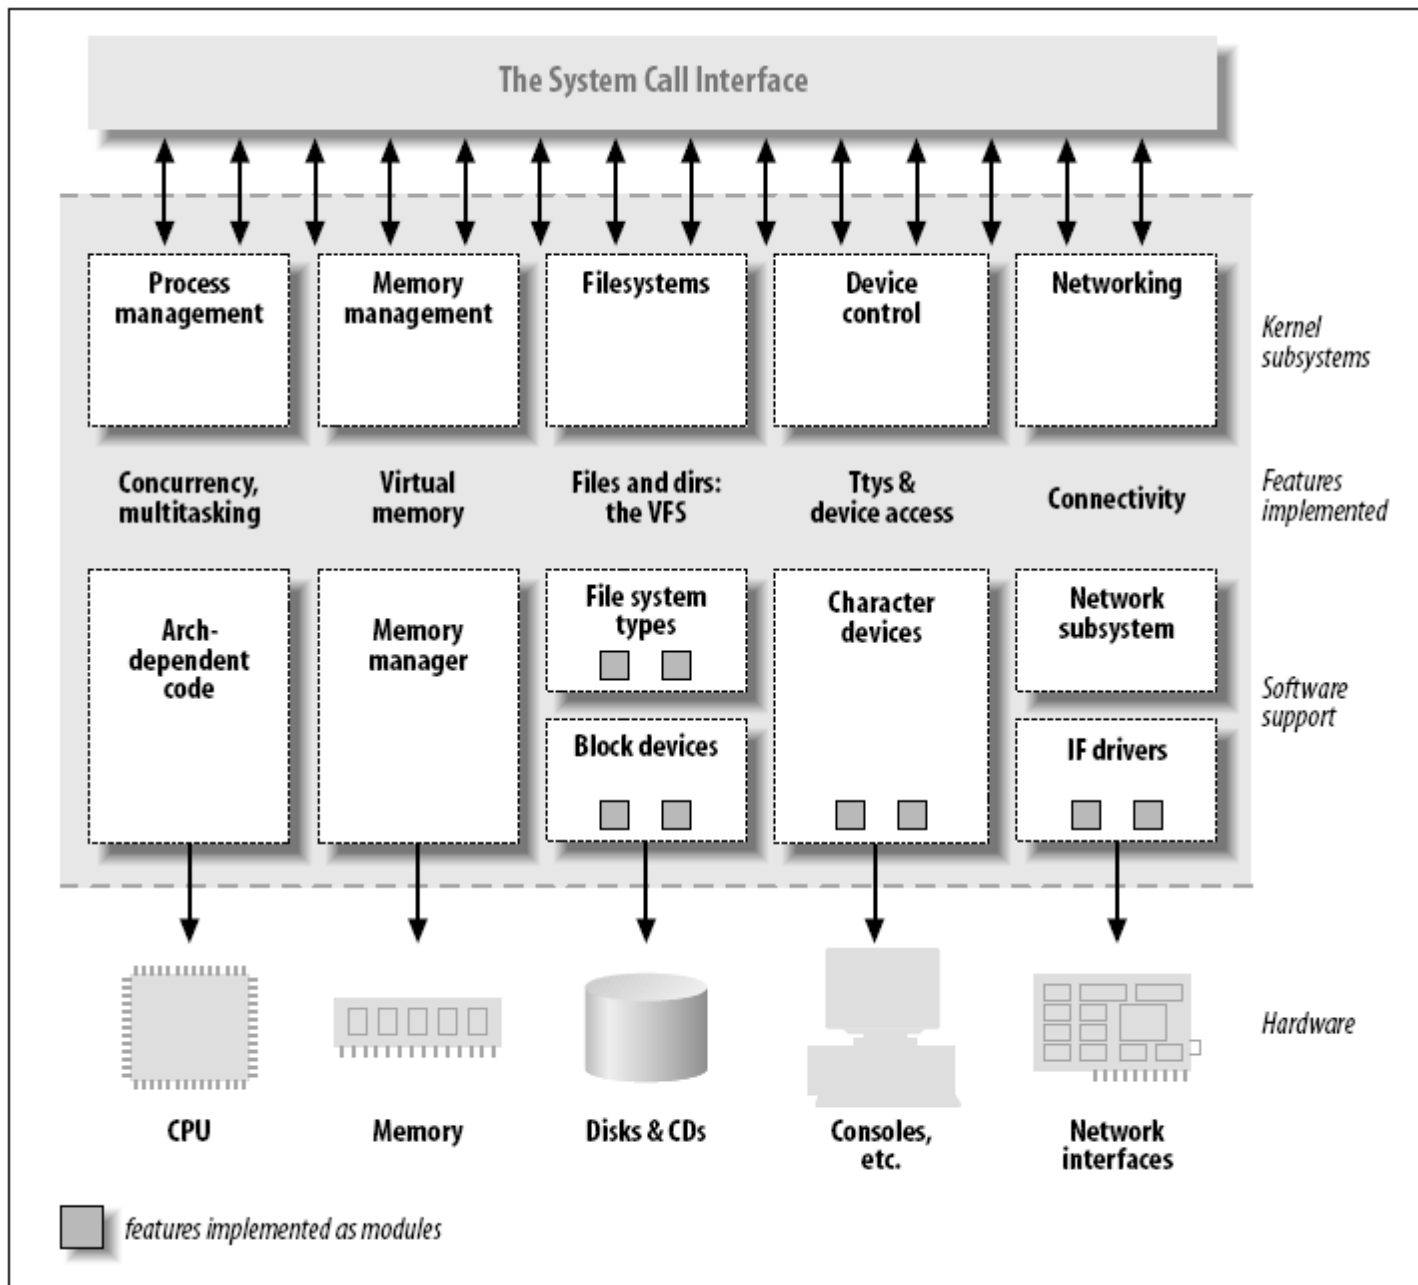 The System Call Interface
Process
management
Memory
management
Filesystems
Device
control
Networking
Kernel
subsystems
Concurrency,
multitasking
Virtual
memory
Files and dirs:
the VFS
Ttys &
device access
Connectivity
Features
implemented
Arch-
dependent
code
Memory
manager
File system
types
Block devices
Character
devices
Network
subsystem
IF drivers
Software
support
CPU
Memory
Disks & CDs
Consoles,
etc.
Network
interfaces
Hardware
features implemented as modules